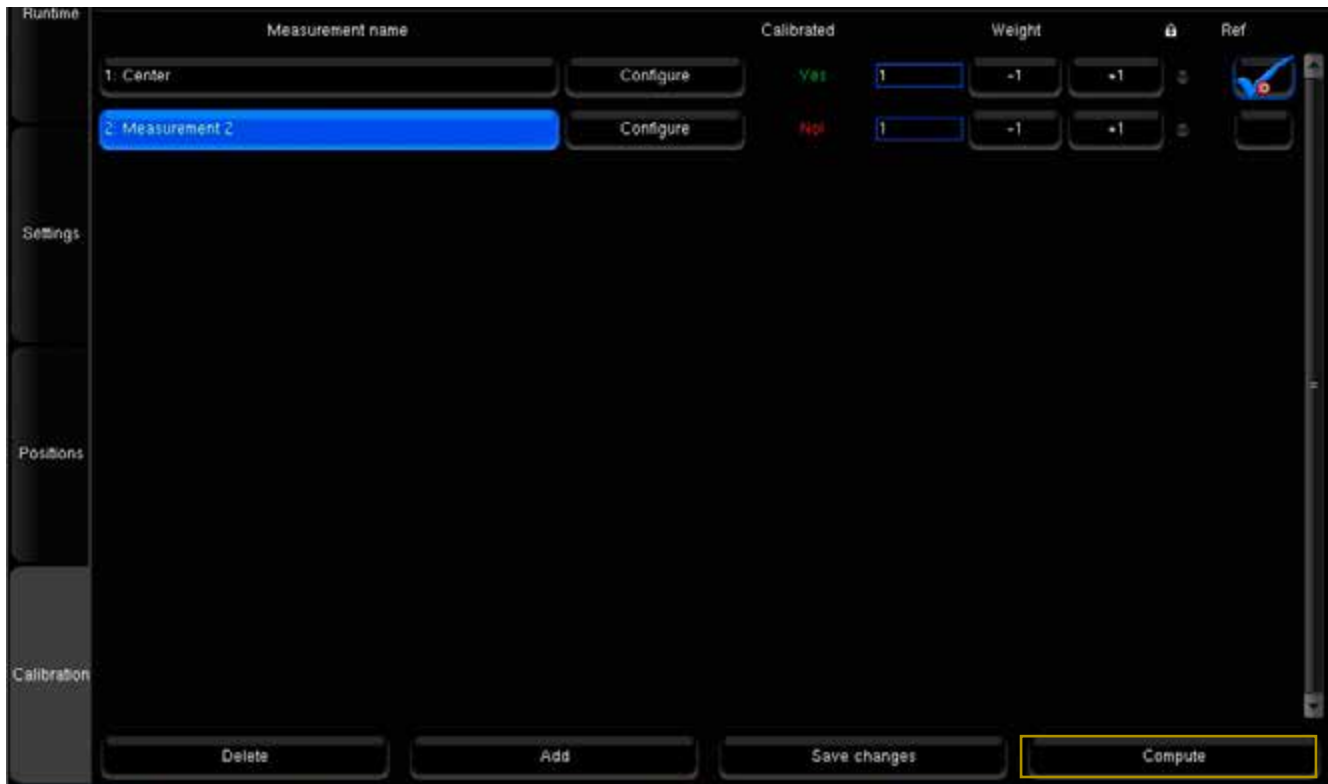 Runtime
Measurement name Calibrated Weight Ref
1: Center Configure Yes 1 -1 +1
2: Measurement 2 Configure No! 1 -1 +1
Settings
Positions
Calibration
Delete Add Save changes Compute